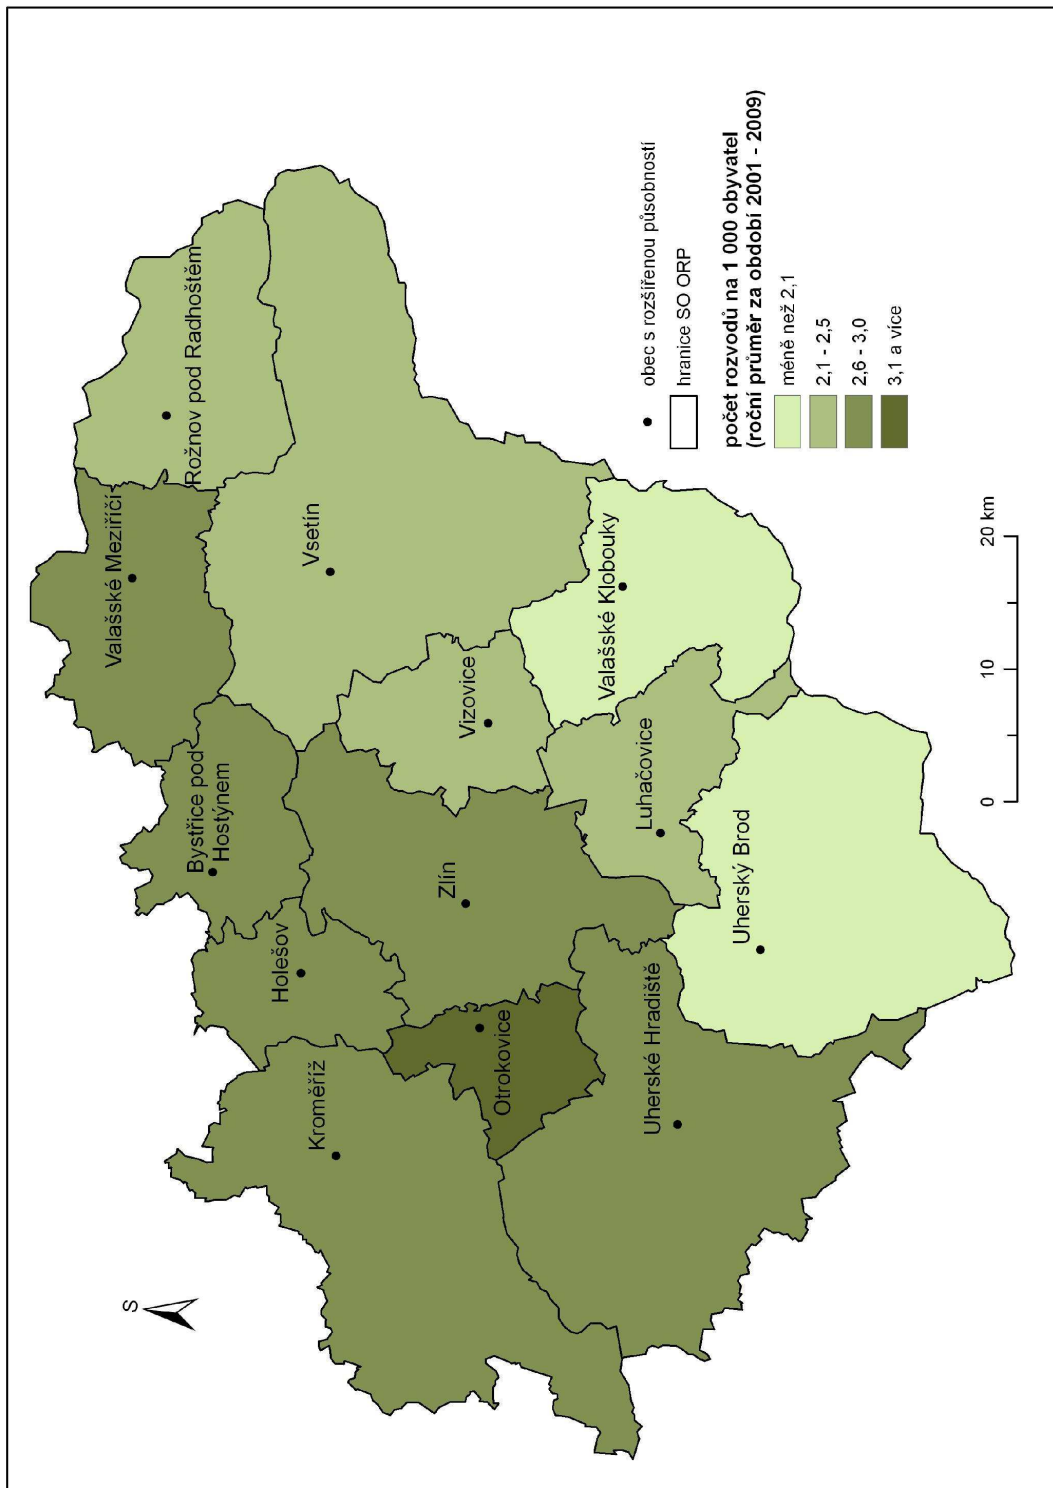 S
Rožnov pod Radhoštěm
Valašské Meziříčí
Bystřice pod
Hostýnem
Holešov
Kroměříž
Vsetín
Vizovice
Zlín
Otrokovice
Valašské Klobouky
Luhačovice
Uherské Hradiště
Uherský Brod
0
10
20 km
obec s rozšířenou působností
hranice SO ORP
počet rozvodů na 1 000 obyvatel
(roční průměr za období 2001 - 2009)
méně než 2,1
2,1 - 2,5
2,6 - 3,0
3,1 a více